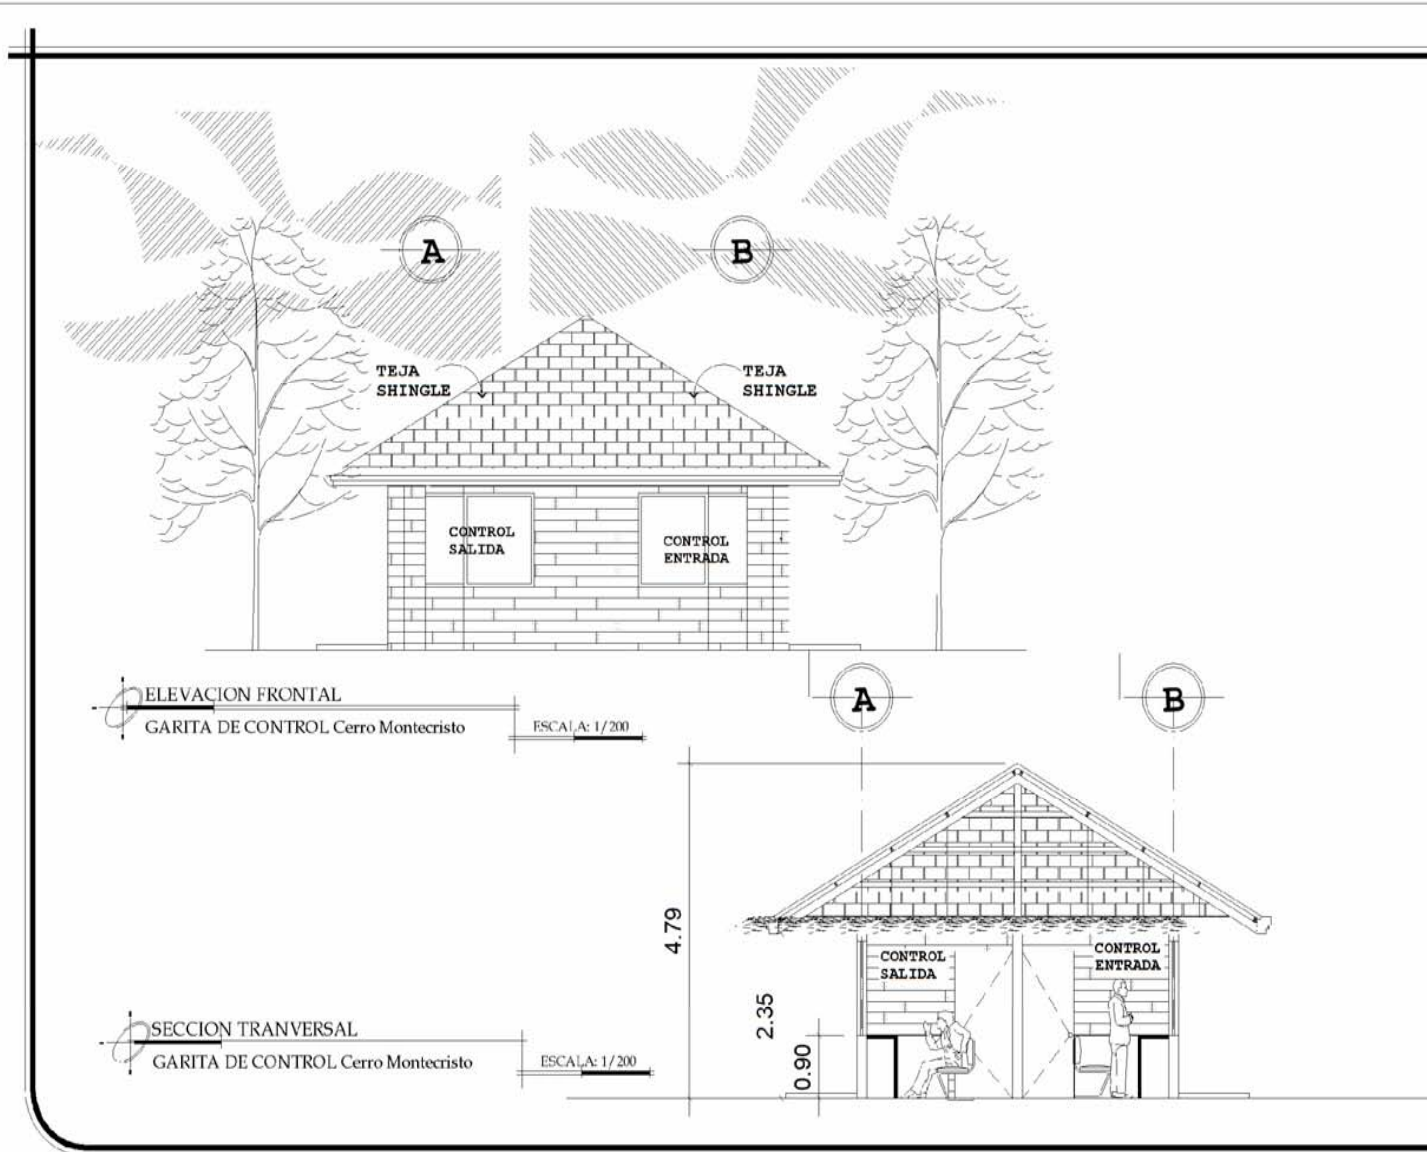 A
B
TEJA
SHINGLE
TEJA
SHINGLE
CONTROL
SALIDA
CONTROL
ENTRADA
ELEVACION FRONTAL
GARITA DE CONTROL Cerro Montecristo
ESCALA: 1/200
A
B
4.79
CONTROL
SALIDA
CONTROL
ENTRADA
2.35
0.90
SECCION TRANVERSAL
GARITA DE CONTROL Cerro Montecristo
ESCALA: 1/200